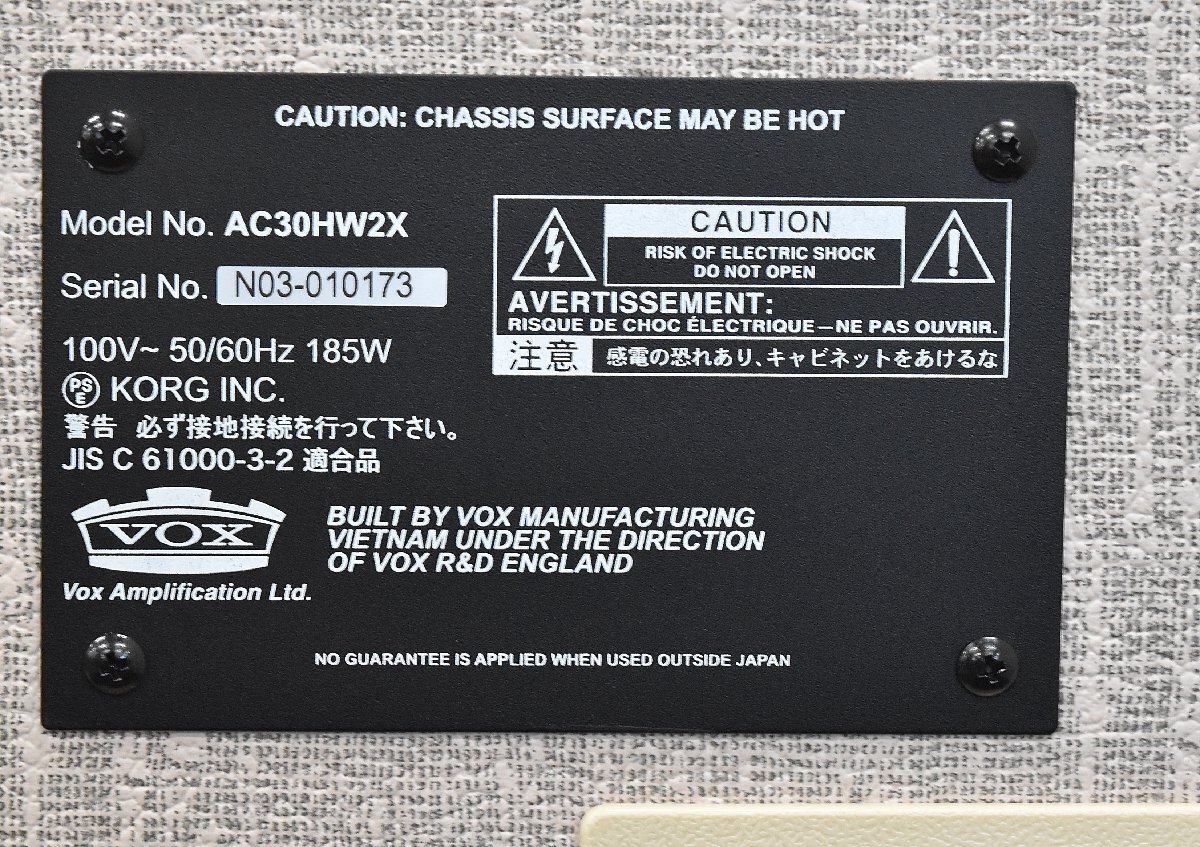 CAUTION: CHASSIS SURFACE MAY BE HOT
Model No. AC30HW2X
Serial No. N03-010173
100V~ 50/60Hz 185W
PSE KORG INC.
警告 必ず接地接続を行って下さい。
JIS C 61000-3-2 適合品
CAUTION
RISK OF ELECTRIC SHOCK
DO NOT OPEN
AVERTISSEMENT:
RISQUE DE CHOC ÉLECTRIQUE—NE PAS OUVRIR.
注意 感電の恐れあり、キャビネットをあけるな
VOX
Vox Amplification Ltd.
BUILT BY VOX MANUFACTURING
VIETNAM UNDER THE DIRECTION
OF VOX R&D ENGLAND
NO GUARANTEE IS APPLIED WHEN USED OUTSIDE JAPAN